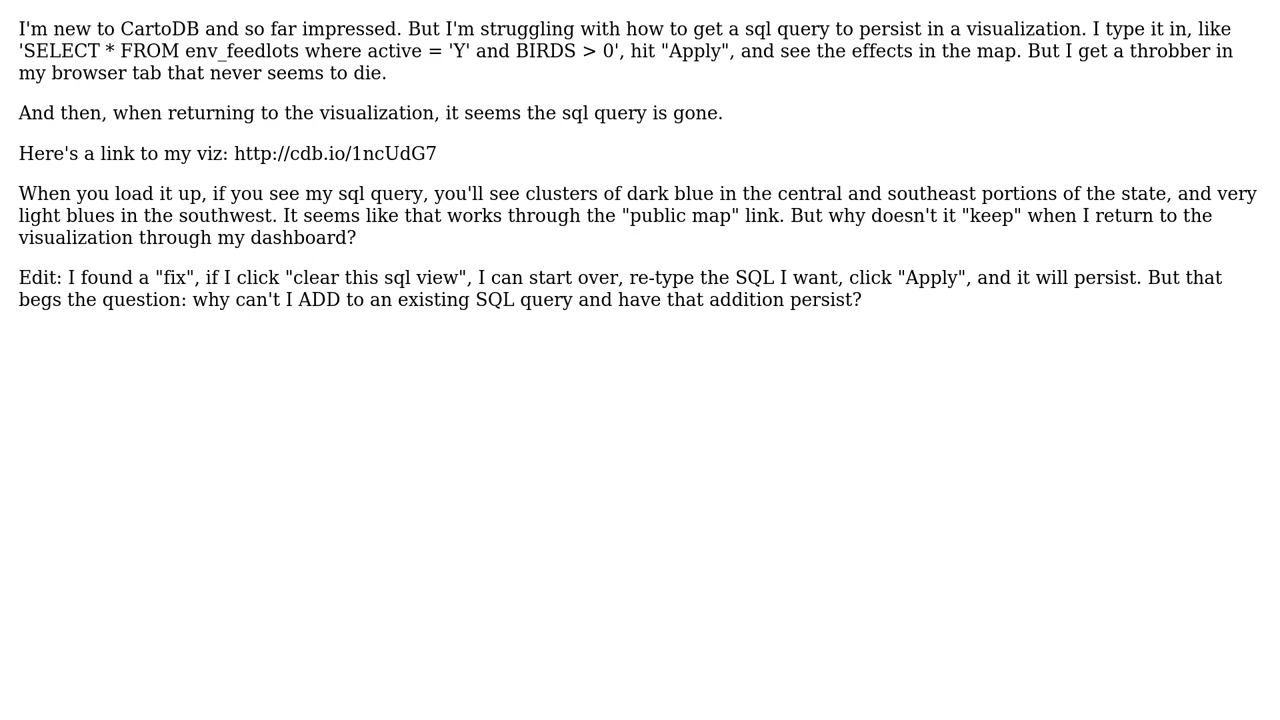 I'm new to CartoDB and so far impressed. But I'm struggling with how to get a sql query to persist in a visualization. I type it in, like
'SELECT * FROM env_feedlots where active = 'Y' and BIRDS > 0', hit "Apply", and see the effects in the map. But I get a throbber in
my browser tab that never seems to die.
And then, when returning to the visualization, it seems the sql query is gone.
Here's a link to my viz: http://cdb.io/1ncUdG7
When you load it up, if you see my sql query, you'll see clusters of dark blue in the central and southeast portions of the state, and very
light blues in the southwest. It seems like that works through the "public map" link. But why doesn't it "keep" when I return to the
visualization through my dashboard?
Edit: I found a "fix", if I click "clear this sql view", I can start over, re-type the SQL I want, click "Apply", and it will persist. But that
begs the question: why can't I ADD to an existing SQL query and have that addition persist?